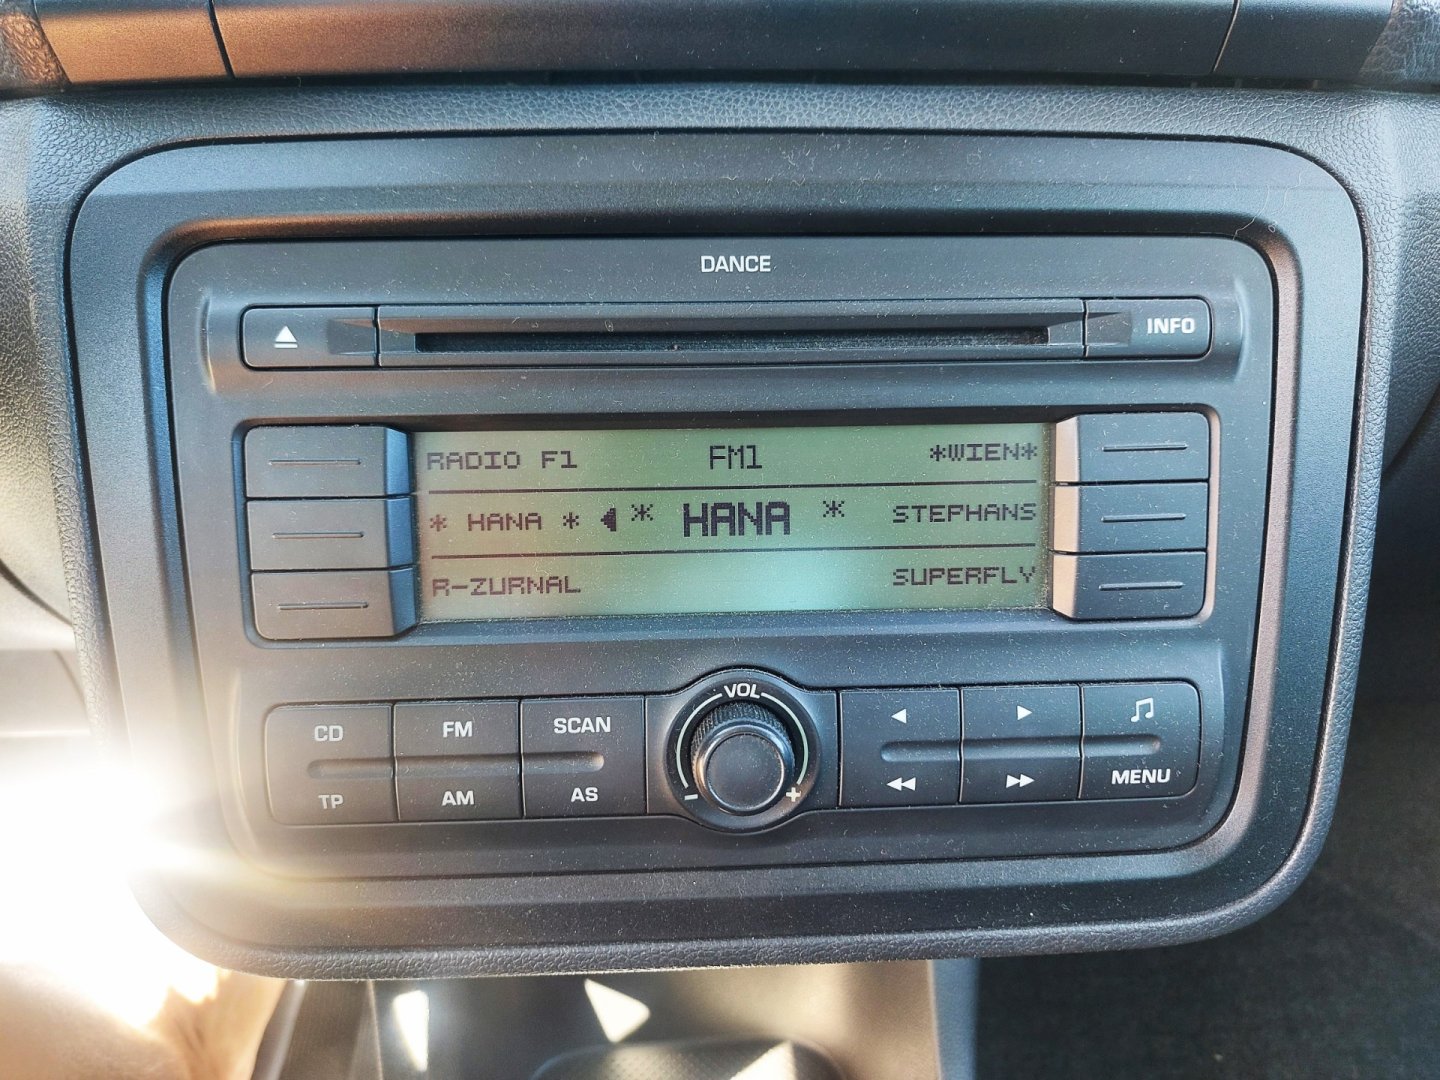 DANCE
INFO
RADIO F1 FM1 *WIEN*
* HANA * * HANA * STEPHANS
R-ZURNAL SUPERFLY
VOL
CD FM SCAN
TP AM AS
- +
MENU